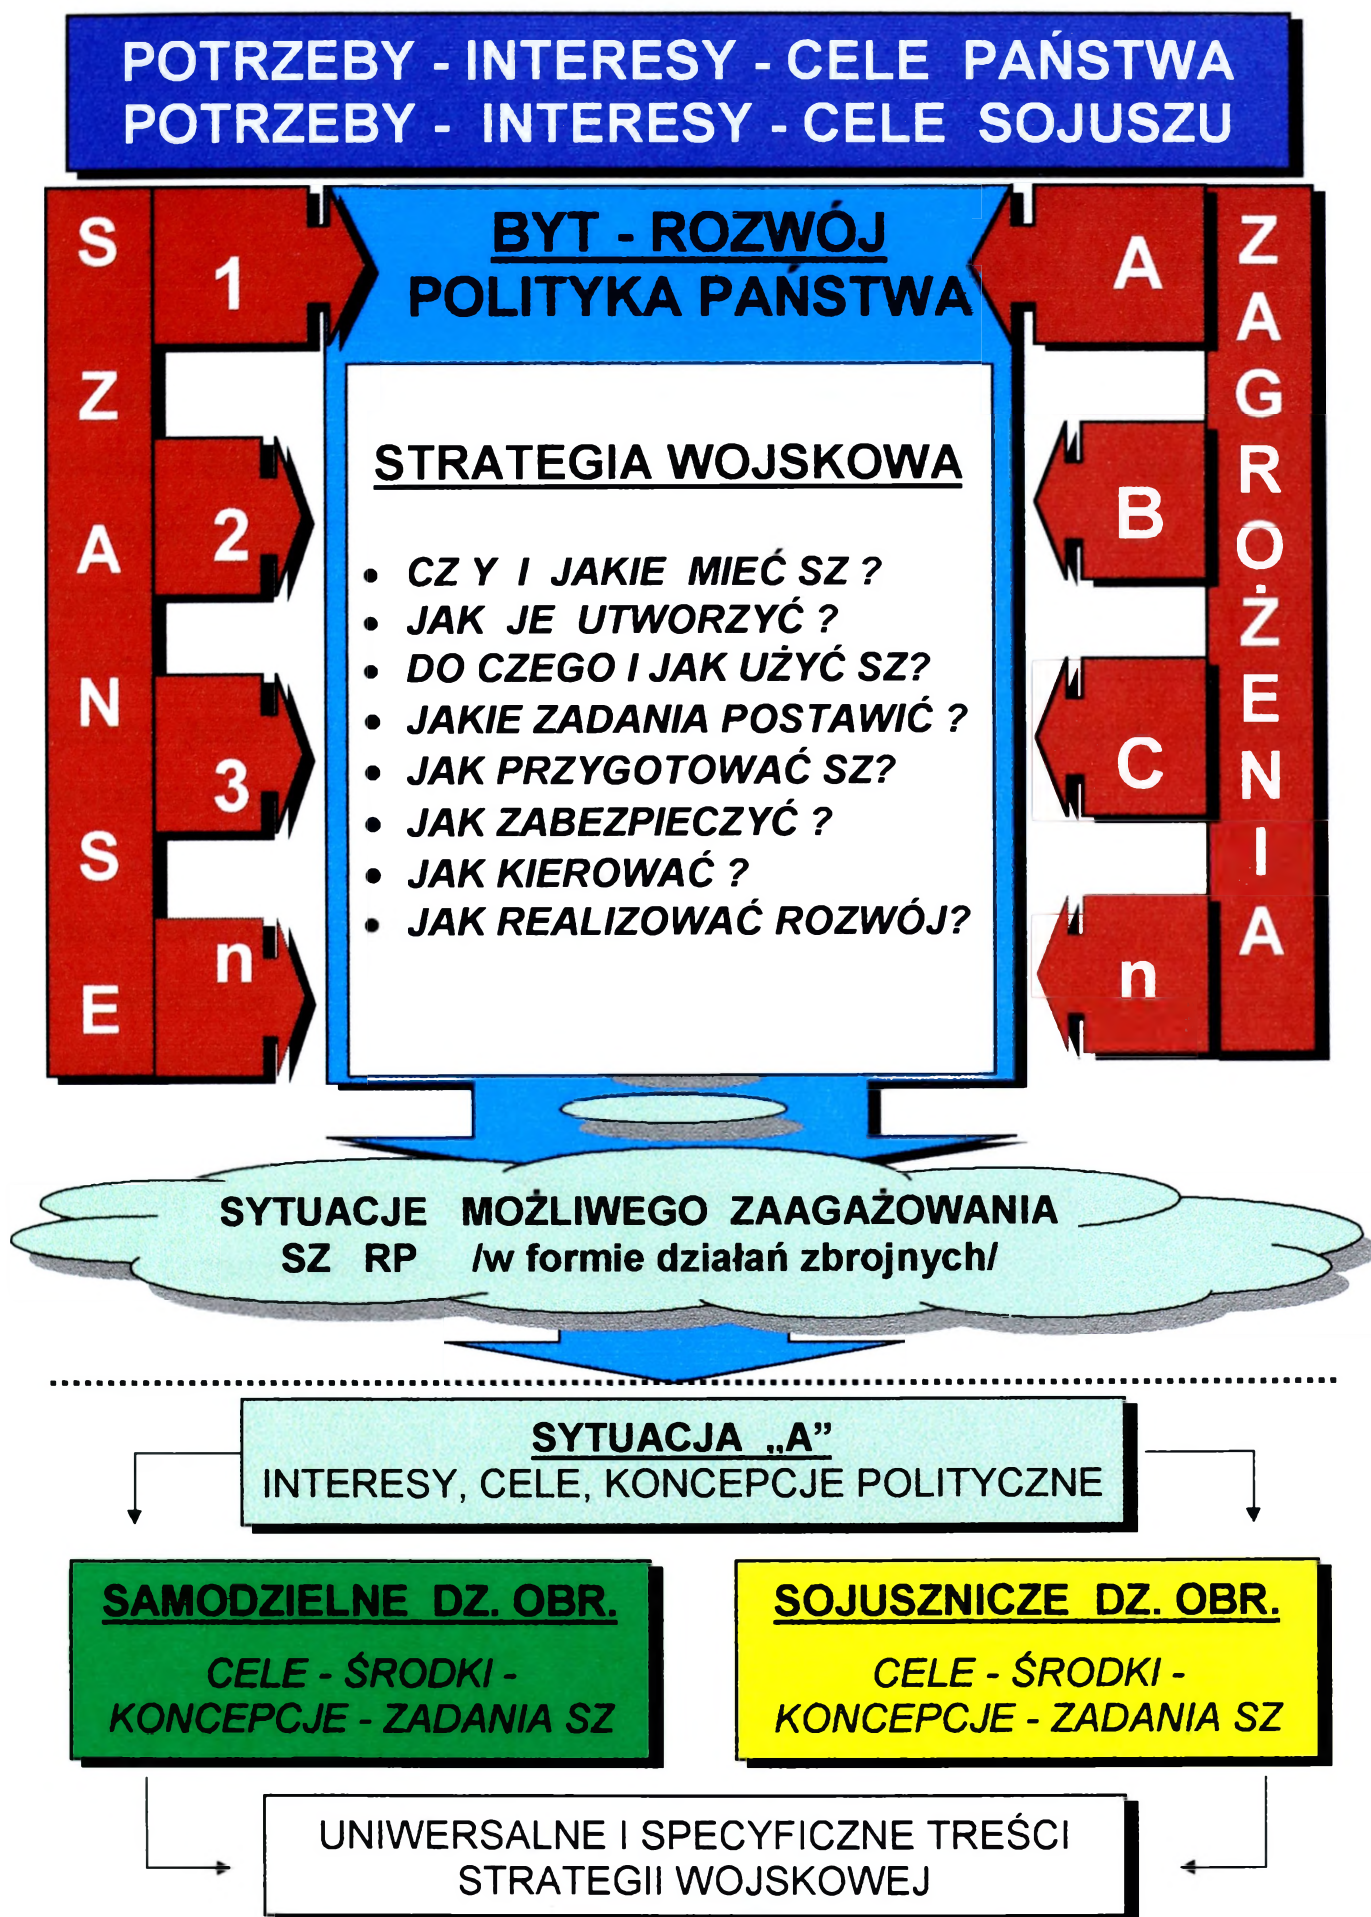 POTRZEBY - INTERESY - CELE PAŃSTWA
POTRZEBY - INTERESY - CELE SOJUSZU
SZANSE
1
2
3
n
BYT - ROZWÓJ
POLITYKA PAŃSTWA
STRATEGIA WOJSKOWA
• CZ Y I JAKIE MIEĆ SZ ?
• JAK JE UTWORZYĆ ?
• DO CZEGO I JAK UŻYĆ SZ?
• JAKIE ZADANIA POSTAWIĆ ?
• JAK PRZYGOTOWAĆ SZ?
• JAK ZABEZPIECZYĆ ?
• JAK KIEROWAĆ ?
• JAK REALIZOWAĆ ROZWÓJ?
A
B
C
n
ZAGROŻENIA
SYTUACJE MOŻLIWEGO ZAAGAŻOWANIA
SZ RP /w formie działań zbrojnych/
SYTUACJA „A”
INTERESY, CELE, KONCEPCJE POLITYCZNE
SAMODZIELNE DZ. OBR.
CELE - ŚRODKI -
KONCEPCJE - ZADANIA SZ
SOJUSZNICZE DZ. OBR.
CELE - ŚRODKI -
KONCEPCJE - ZADANIA SZ
UNIWERSALNE I SPECYFICZNE TREŚCI
STRATEGII WOJSKOWEJ